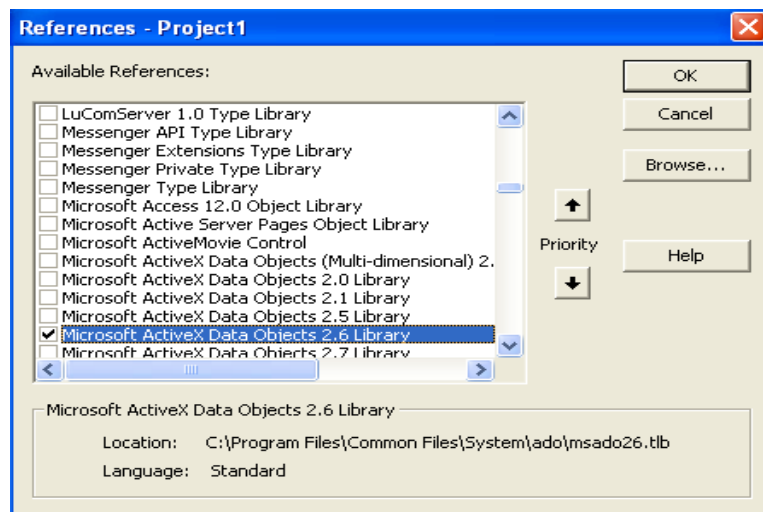 References - Project1
Available References:
OK
Cancel
Browse...
Help
LuComServer 1.0 Type Library
Messenger API Type Library
Messenger Extensions Type Library
Messenger Private Type Library
Messenger Type Library
Microsoft Access 12.0 Object Library
Microsoft Active Server Pages Object Library
Microsoft ActiveMovie Control
Microsoft ActiveX Data Objects (Multi-dimensional) 2.
Microsoft ActiveX Data Objects 2.0 Library
Microsoft ActiveX Data Objects 2.1 Library
Microsoft ActiveX Data Objects 2.5 Library
Microsoft ActiveX Data Objects 2.6 Library
Microsoft ActiveX Data Objects 2.7 Library
Priority
Microsoft ActiveX Data Objects 2.6 Library
Location: C:\Program Files\Common Files\System\ado\msado26.tlb
Language: Standard